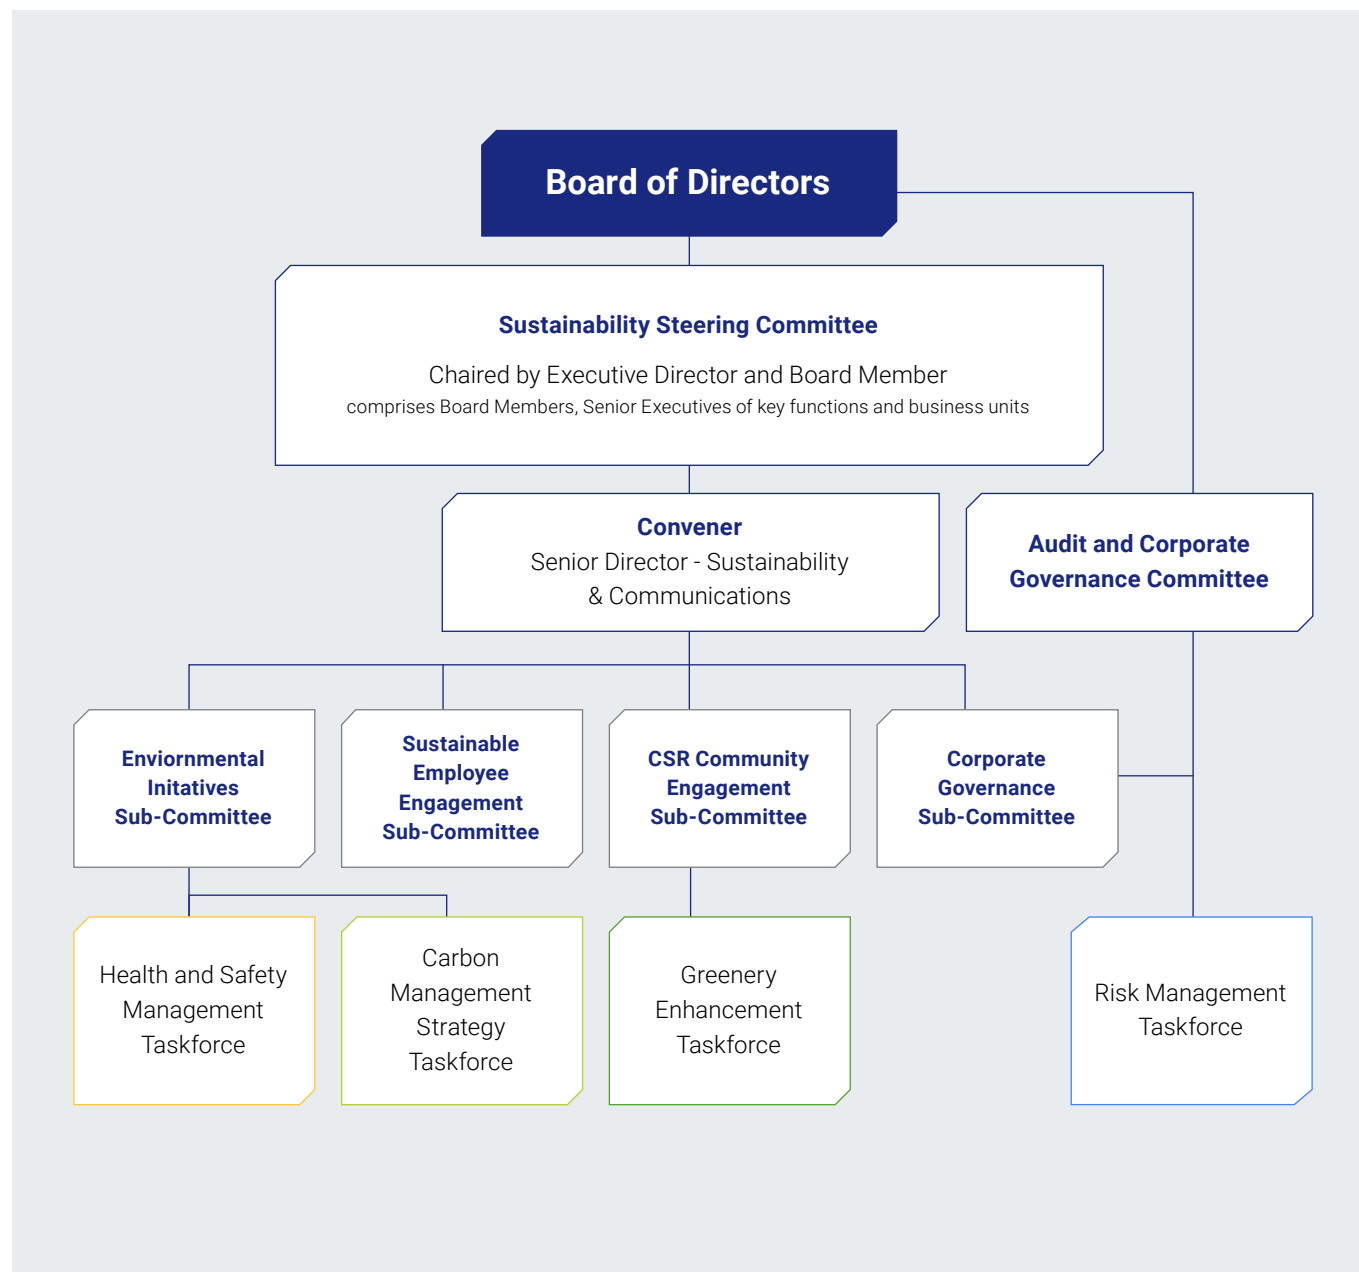 Board of Directors
Sustainability Steering Committee
Chaired by Executive Director and Board Member
comprises Board Members, Senior Executives of key functions and business units
Convener
Senior Director - Sustainability
& Communications
Audit and Corporate
Governance Committee
Enviornmental
Initatives
Sub-Committee
Sustainable
Employee
Engagement
Sub-Committee
CSR Community
Engagement
Sub-Committee
Corporate
Governance
Sub-Committee
Health and Safety
Management
Taskforce
Carbon
Management
Strategy
Taskforce
Greenery
Enhancement
Taskforce
Risk Management
Taskforce